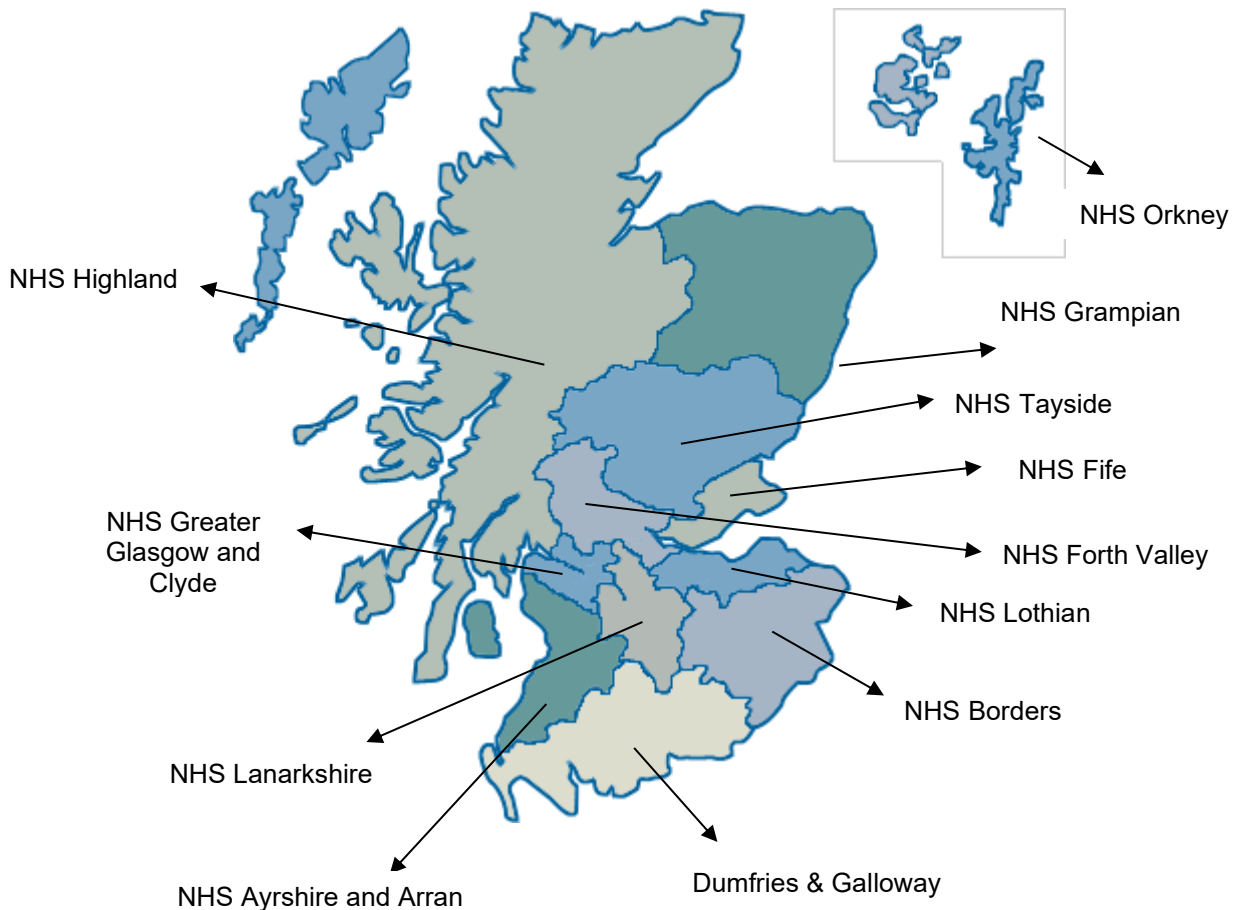 NHS Orkney
NHS Highland
NHS Grampian
NHS Tayside
NHS Fife
NHS Greater
Glasgow and
Clyde
NHS Forth Valley
NHS Lothian
NHS Borders
NHS Lanarkshire
Dumfries & Galloway
NHS Ayrshire and Arran